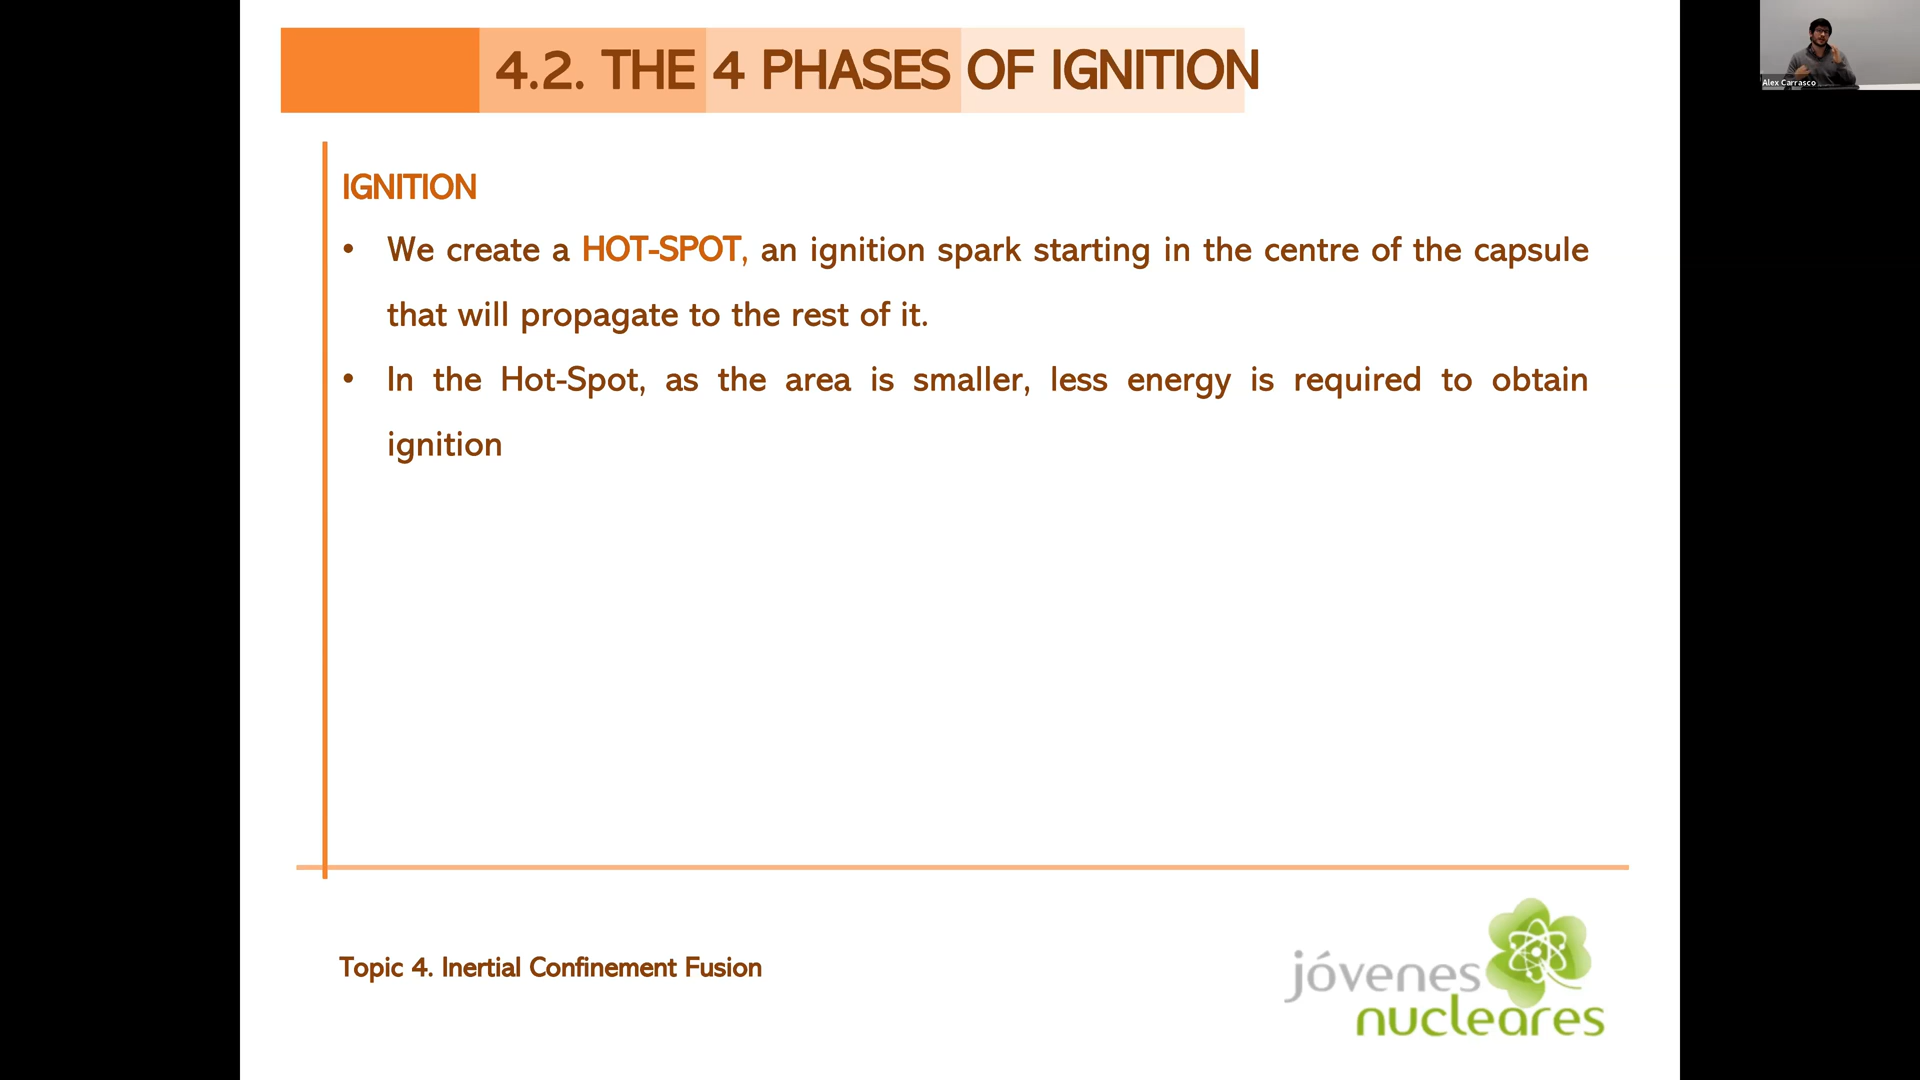 4.2. THE 4 PHASES OF IGNITION
Alex Carrasco
IGNITION
• We create a HOT-SPOT, an ignition spark starting in the centre of the capsule
that will propagate to the rest of it.
• In the Hot-Spot, as the area is smaller, less energy is required to obtain
ignition
Topic 4. Inertial Confinement Fusion
jóvenes
nucleares